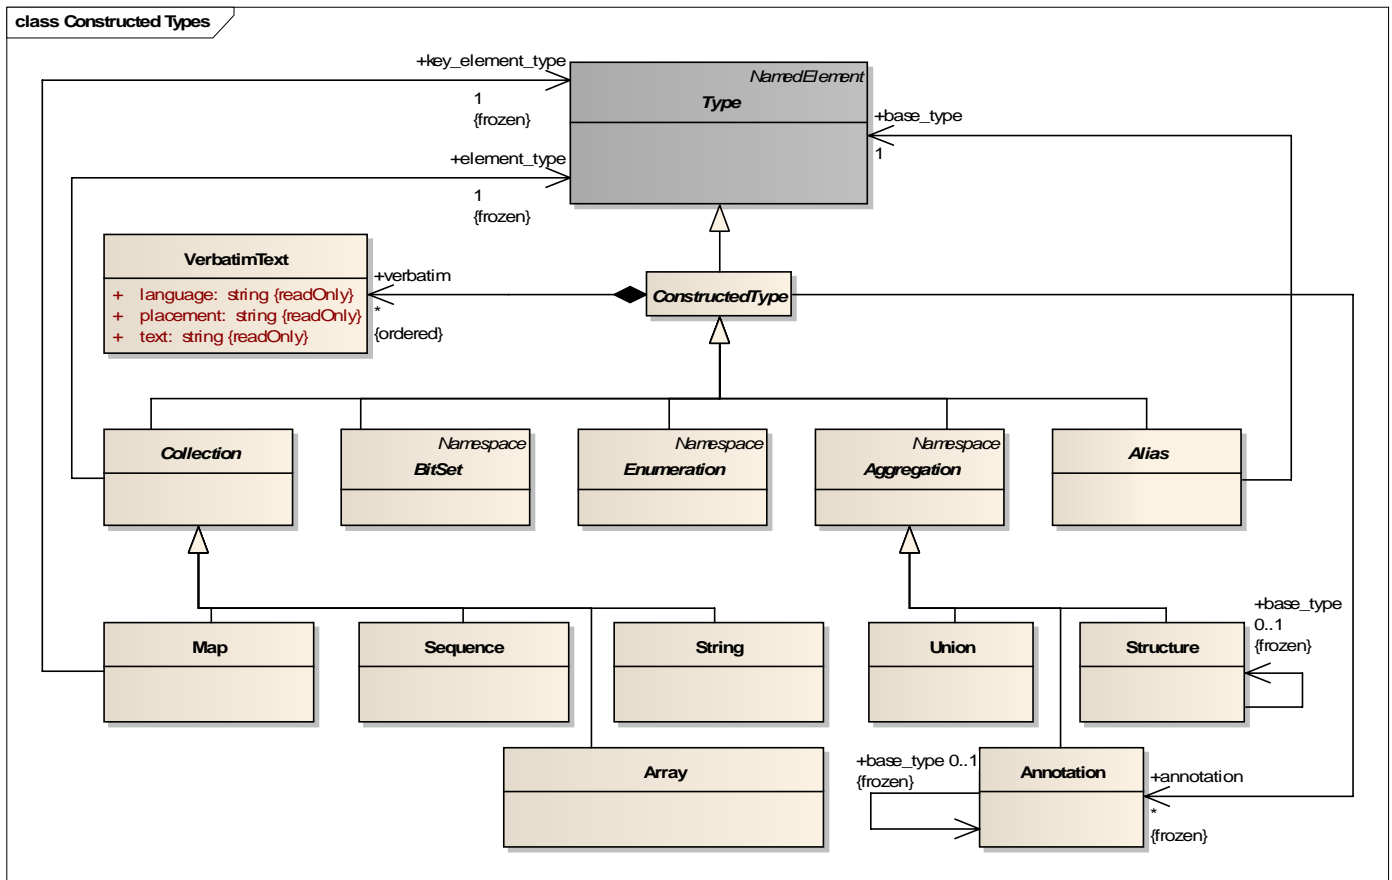 class Constructed Types
+key_element_type
1
{frozen}
NamedElement
Type
+base_type
1
+element_type
1
{frozen}
VerbatimText
+ language: string {readOnly}
+ placement: string {readOnly}
+ text: string {readOnly}
+verbatim
*
{ordered}
ConstructedType
Collection
Namespace
BitSet
Namespace
Enumeration
Namespace
Aggregation
Alias
Map
Sequence
String
Union
Structure
+base_type
0..1
{frozen}
Array
+base_type 0..1
{frozen}
Annotation
+annotation
*
{frozen}